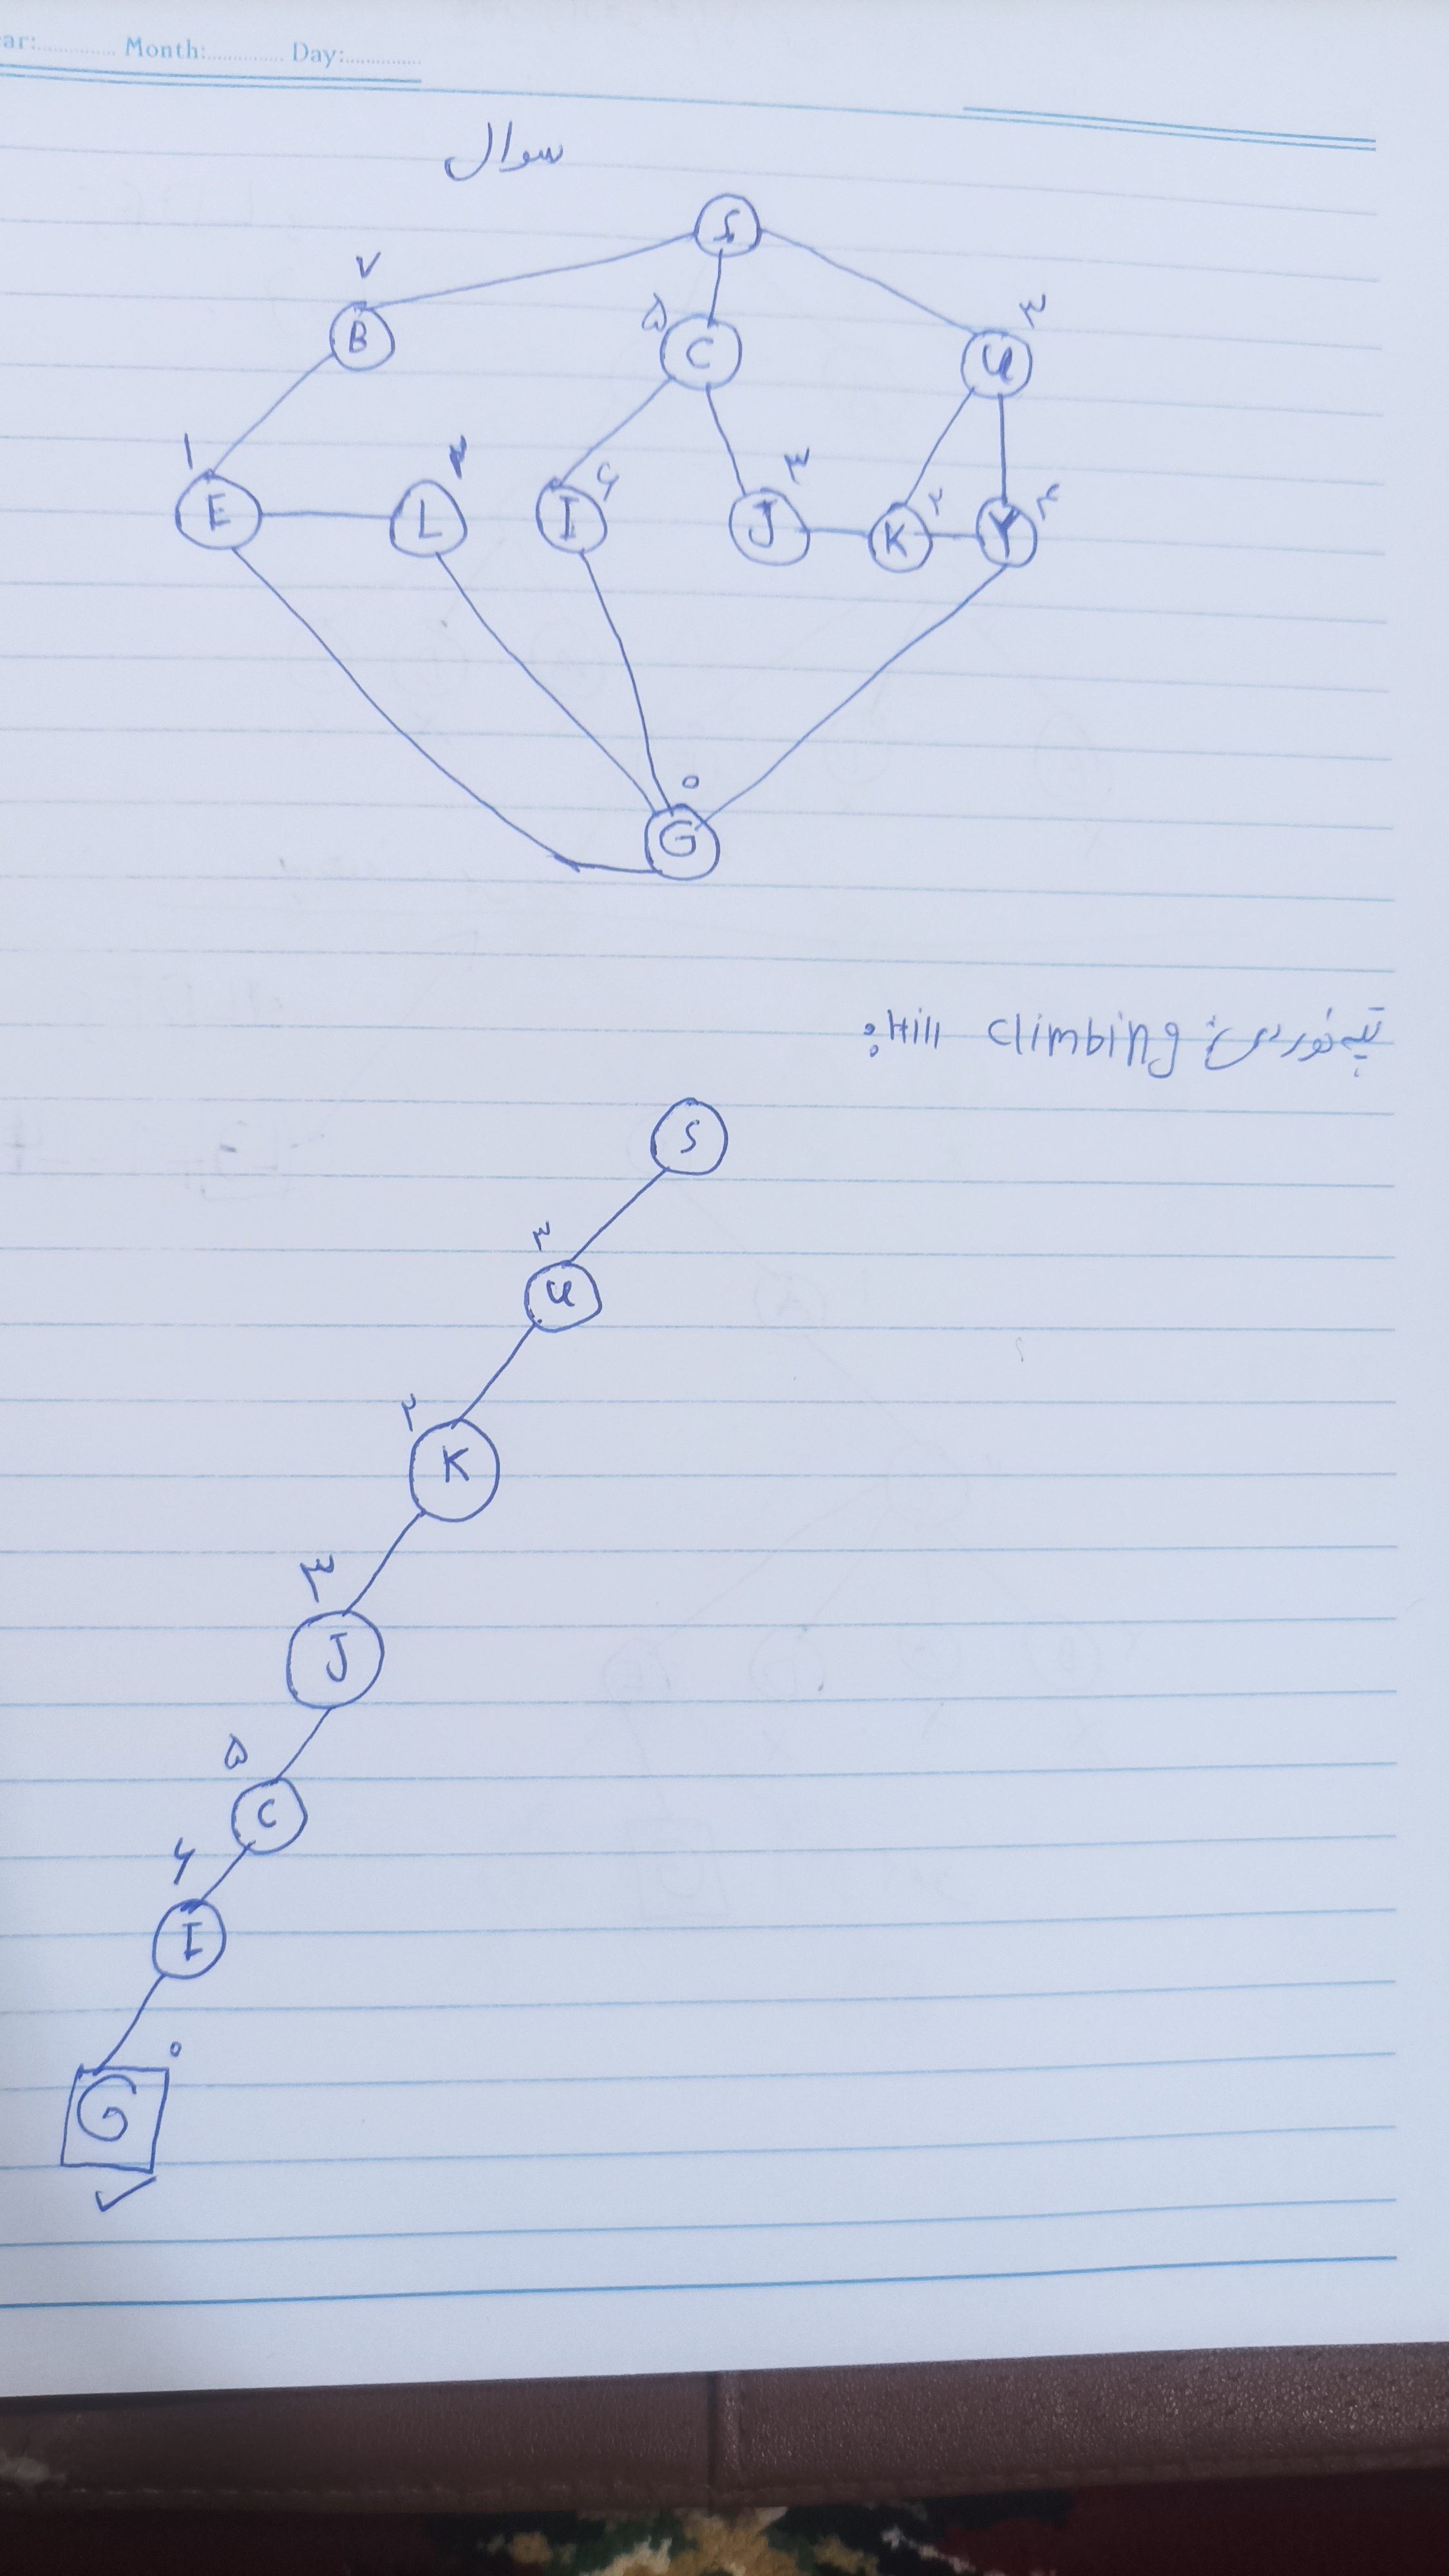 ar:............ Month:............ Day:............
سوال
S
۷ ۵ ۳
B C U
۱ ۶ ۳ ۲ ۴
E L I J K Y
۰
G
تپه نوردی Hill Climbing:
S
۳
U
۲
K
۳
J
۵
C
۶
I
۰
G